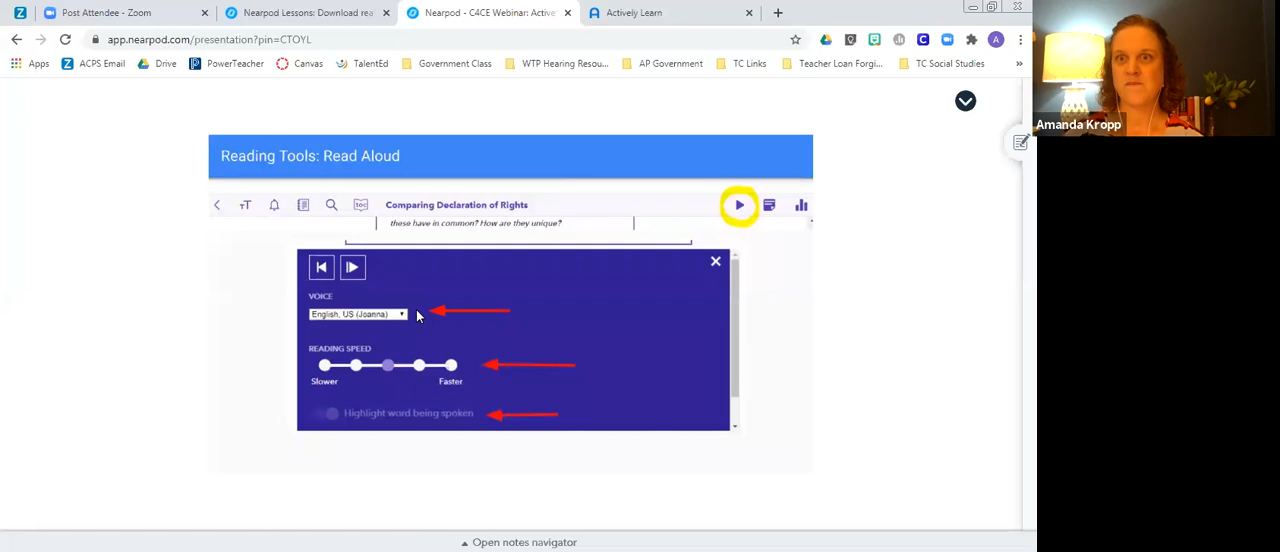 Post Attendee - Zoom
Nearpod Lessons: Download rea
Nearpod - C4CE Webinar: Active
Actively Learn
app.nearpod.com/presentation?pin=CTOYL
Apps
ACPS Email
Drive
PowerTeacher
Canvas
TalentEd
Government Class
WTP Hearing Resou...
AP Government
TC Links
Teacher Loan Forgi...
TC Social Studies
»
Amanda Kropp
Reading Tools: Read Aloud
TT
TOC
Comparing Declaration of Rights
these have in common? How are they unique?
VOICE
English, US (Joanna)
READING SPEED
Slower
Faster
Highlight word being spoken
Open notes navigator